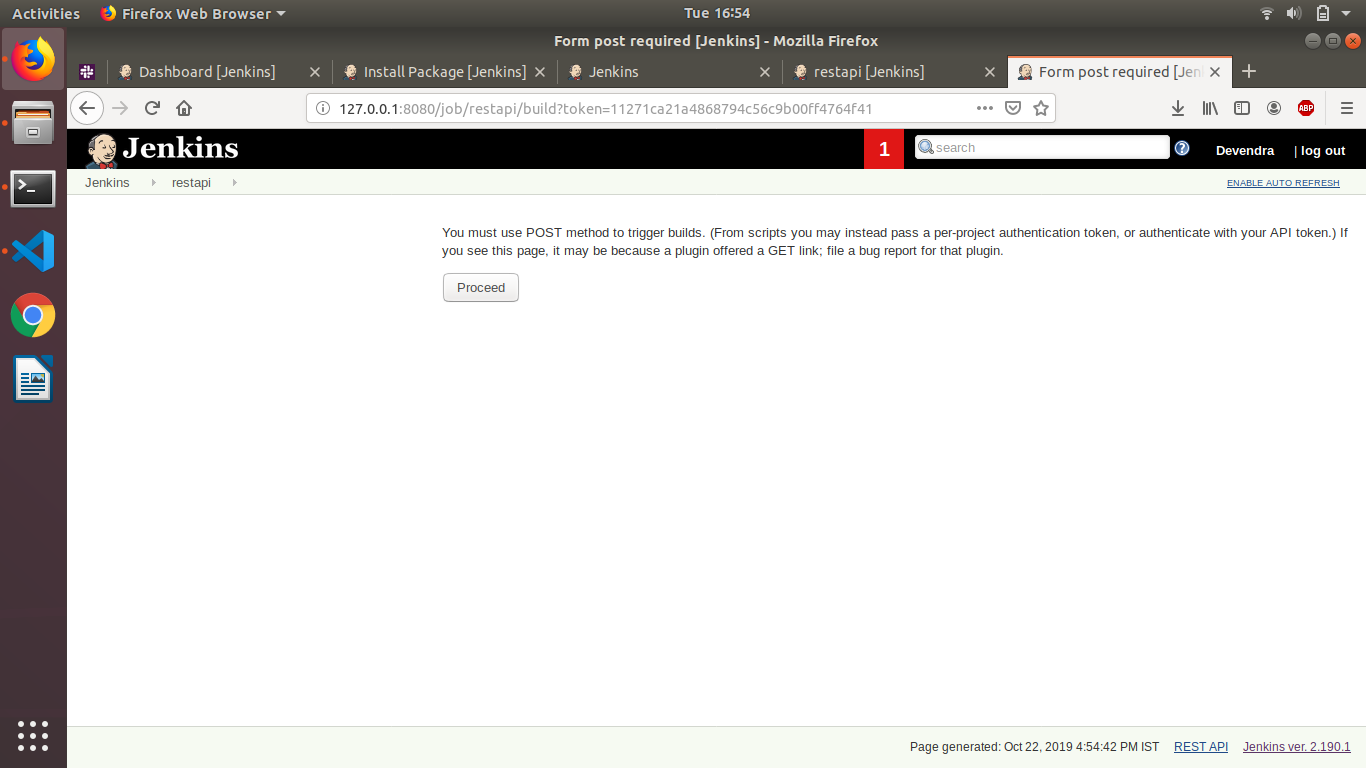 Activities
Firefox Web Browser
Tue 16:54
Form post required [Jenkins] - Mozilla Firefox
Dashboard [Jenkins]
Install Package [Jenkins]
Jenkins
restapi [Jenkins]
Form post required [Jen
127.0.0.1:8080/job/restapi/build?token=11271ca21a4868794c56c9b00ff4764f41
ABP
Jenkins
1
search
Devendra
| log out
Jenkins
restapi
ENABLE AUTO REFRESH
You must use POST method to trigger builds. (From scripts you may instead pass a per-project authentication token, or authenticate with your API token.) If
you see this page, it may be because a plugin offered a GET link; file a bug report for that plugin.
Proceed
Page generated: Oct 22, 2019 4:54:42 PM IST
REST API
Jenkins ver. 2.190.1